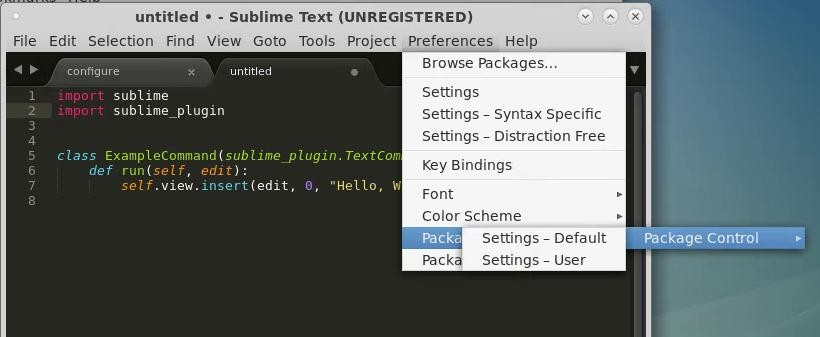 untitled • - Sublime Text (UNREGISTERED)
File Edit Selection Find View Goto Tools Project Preferences Help
configure untitled
Browse Packages...
1 import sublime
Settings
2 import sublime_plugin
Settings – Syntax Specific
3
Settings – Distraction Free
4
5 class ExampleCommand(sublime_plugin.TextCom
Key Bindings
6 def run(self, edit):
7 self.view.insert(edit, 0, "Hello, W
Font
8
Color Scheme
Packa Settings – Default Package Control
Packa Settings – User